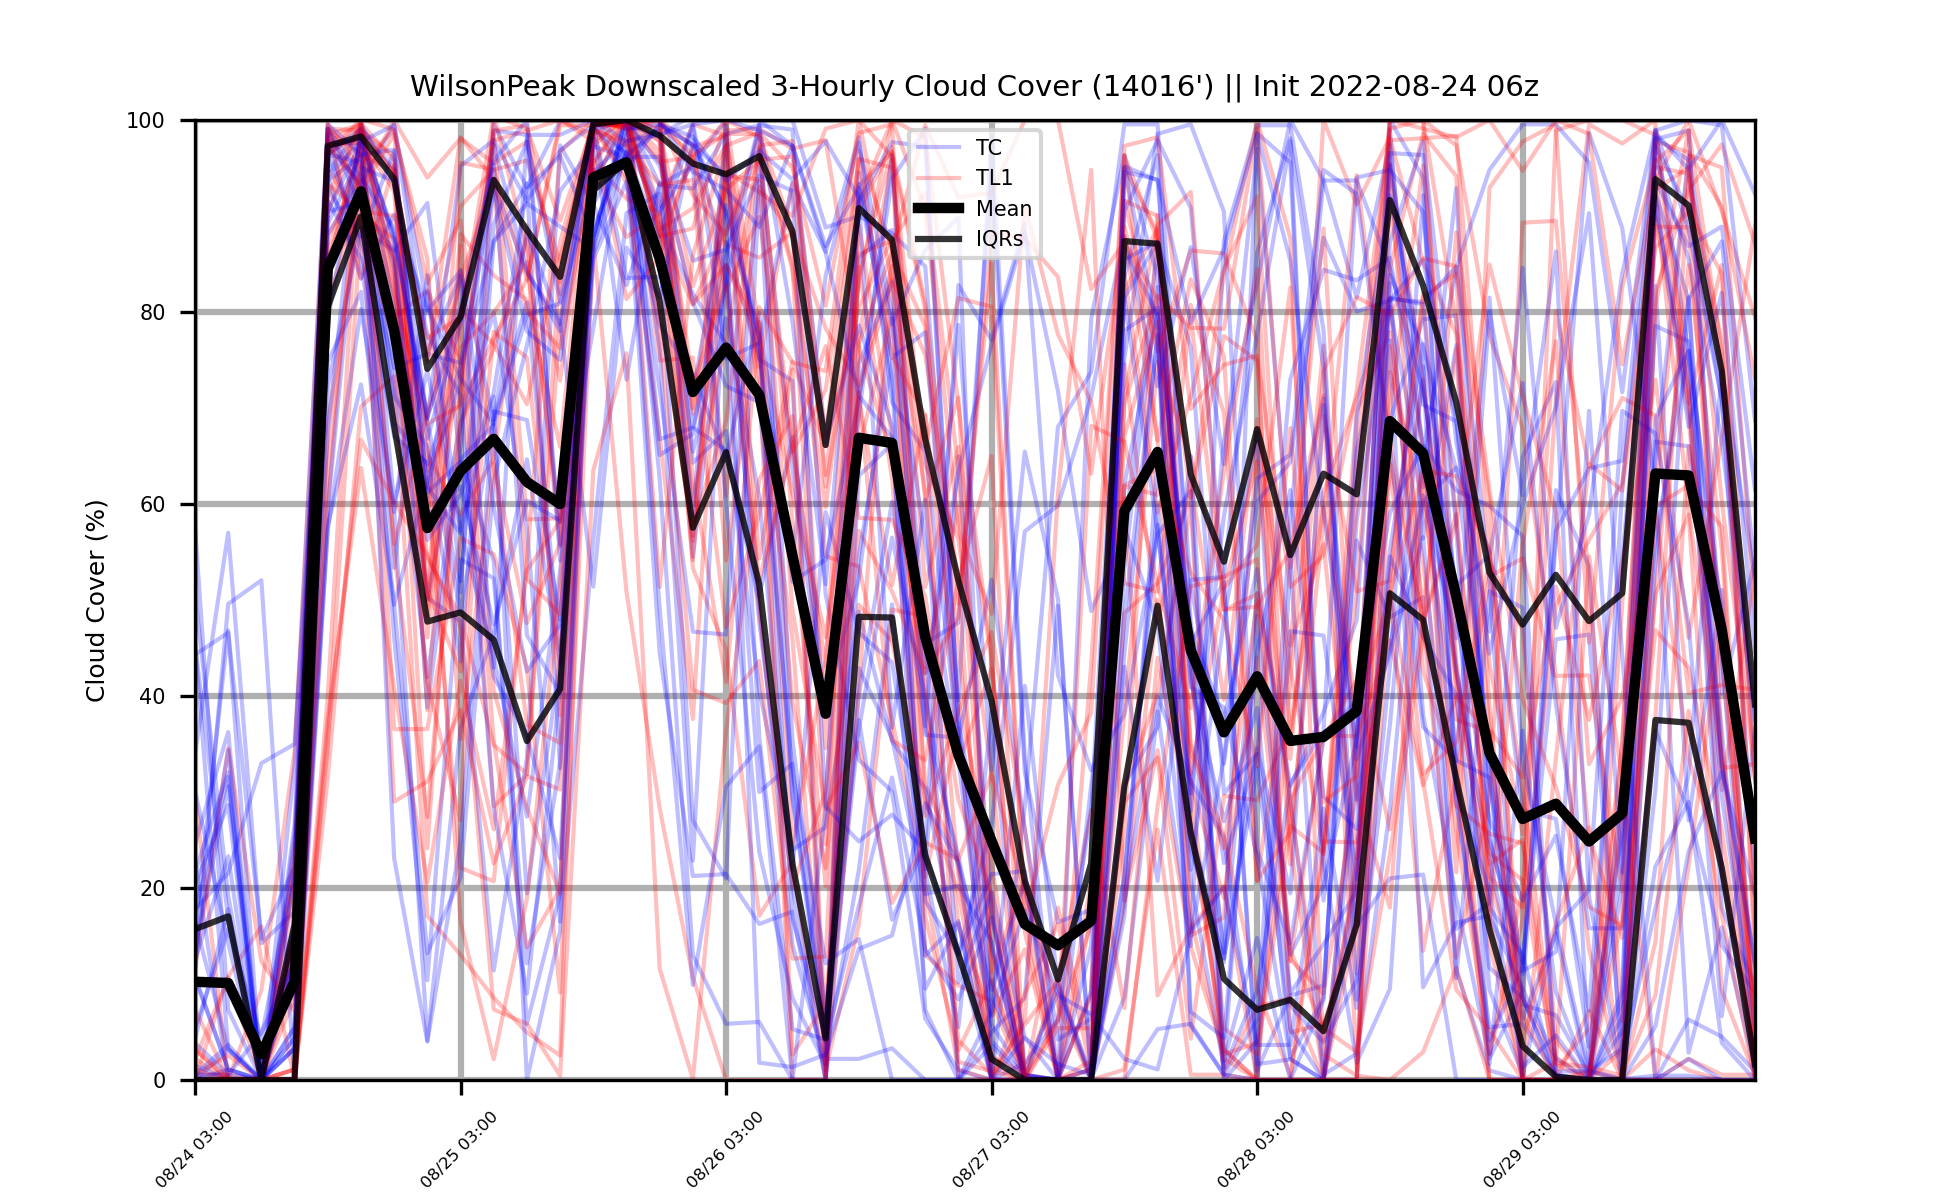 WilsonPeak Downscaled 3-Hourly Cloud Cover (14016') || Init 2022-08-24 06z
TC
TL1
Mean
IQRs
Cloud Cover (%)
100
80
60
40
20
0
08/24 03:00
08/25 03:00
08/26 03:00
08/27 03:00
08/28 03:00
08/29 03:00